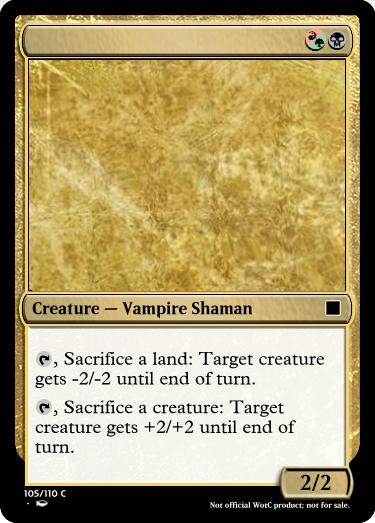 Creature — Vampire Shaman
, Sacrifice a land: Target creature
gets -2/-2 until end of turn.
, Sacrifice a creature: Target
creature gets +2/+2 until end of
turn.
2/2
105/110 C
Not official WotC product; not for sale.